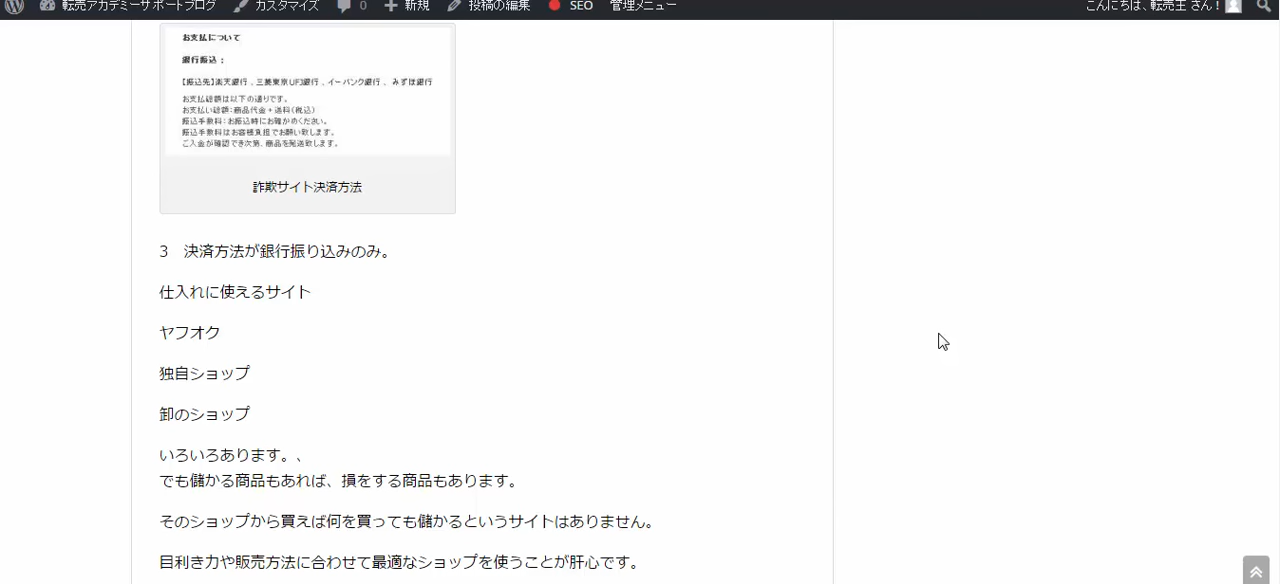 転売アカデミーサポートブログ カスタマイズ 0 新規 投稿の編集 SEO 管理メニュー こんにちは、転売王 さん！
お支払について
銀行振込：
【振込先】楽天銀行 、三菱東京UFJ銀行 、イーバンク銀行 、 みずほ銀行
お支払総額は以下の通りです。
お支払い総額：商品代金＋送料（税込）
振込手数料：お振込時にお確かめください。
振込手数料はお客様負担でお願い致します。
ご入金が確認でき次第、商品を発送致します。
詐欺サイト決済方法
3　決済方法が銀行振り込みのみ。
仕入れに使えるサイト
ヤフオク
独自ショップ
卸のショップ
いろいろあります。、
でも儲かる商品もあれば、損をする商品もあります。
そのショップから買えば何を買っても儲かるというサイトはありません。
目利き力や販売方法に合わせて最適なショップを使うことが肝心です。